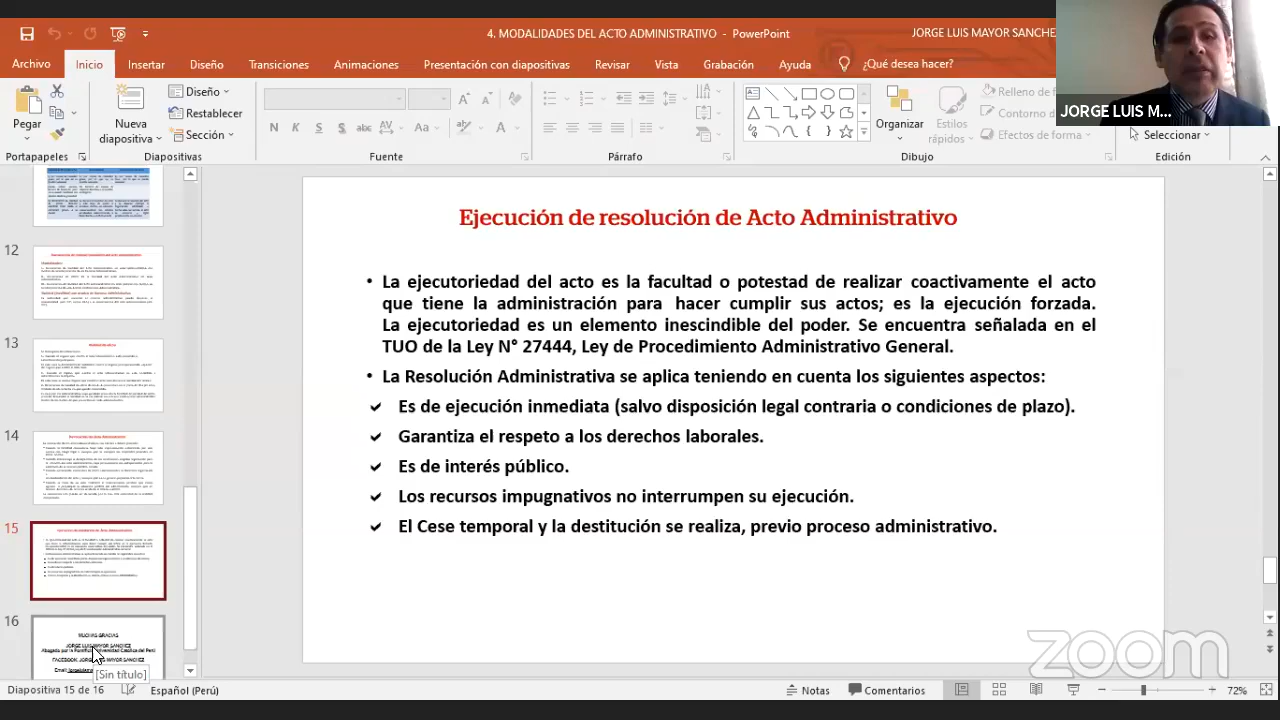 4. MODALIDADES DEL ACTO ADMINISTRATIVO - PowerPoint
JORGE LUIS MAYOR SANCHE
Archivo Inicio Insertar Diseño Transiciones Animaciones Presentación con diapositivas Revisar Vista Grabación Ayuda ¿Qué desea hacer?
JORGE LUIS M...
Pegar
Nueva diapositiva
Diseño
Restablecer
Sección
N K S abc AV Aa A
Organizar
Estilos rápidos
Relleno de
Contorno d
Efectos de forma
Seleccionar
Portapapeles Diapositivas Fuente Párrafo Dibujo Edición
12
13
14
15
16
MUCHAS GRACIAS
JORGE LUIS MAYOR SANCHEZ
[Sin título]
Ejecución de resolución de Acto Administrativo
• La ejecutoriedad del acto es la facultad o potestad de realizar coactivamente el acto
que tiene la administración para hacer cumplir sus actos; es la ejecución forzada.
La ejecutoriedad es un elemento inescindible del poder. Se encuentra señalada en el
TUO de la Ley N° 27444, Ley de Procedimiento Administrativo General.
• La Resolución Administrativa se aplica teniendo en cuenta los siguientes aspectos:
✓ Es de ejecución inmediata (salvo disposición legal contraria o condiciones de plazo).
✓ Garantiza el respeto a los derechos laborales.
✓ Es de interés público.
✓ Los recursos impugnativos no interrumpen su ejecución.
✓ El Cese temporal y la destitución se realiza, previo proceso administrativo.
zoom
Diapositiva 15 de 16 Español (Perú) Notas Comentarios 72%